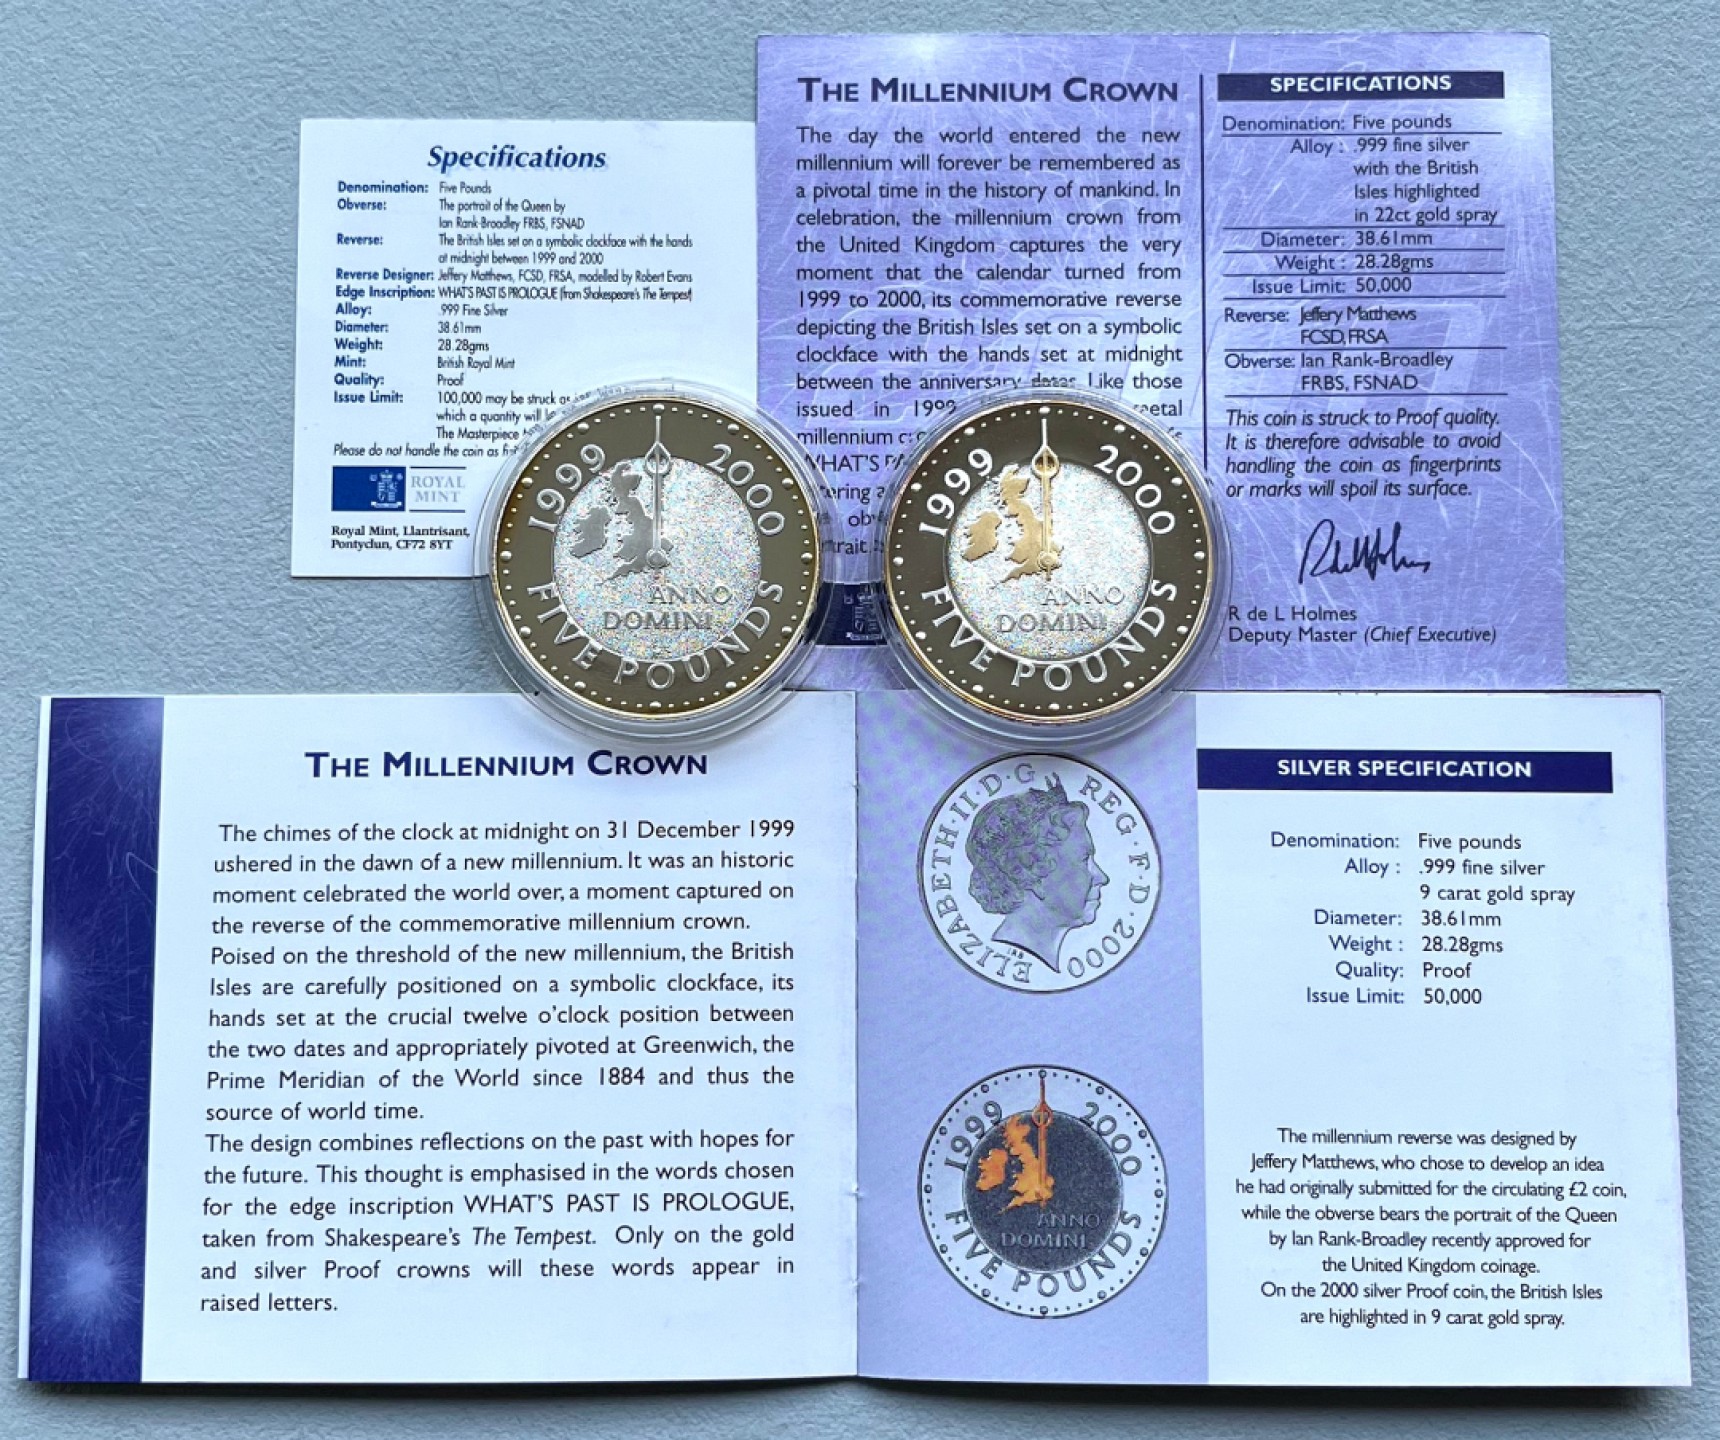 Specifications
Denomination: Five Pounds
Obverse: The portrait of the Queen by
Ian Rank-Broadley FRBS, FSNAD
Reverse: The British Isles set on a symbolic clockface with the hands
at midnight between 1999 and 2000
Reverse Designer: Jeffery Matthews, FCSD, FRSA, modelled by Robert Evans
Edge Inscription: WHAT'S PAST IS PROLOGUE (from Shakespeare's The Tempest)
Alloy: .999 Fine Silver
Diameter: 38.61mm
Weight: 28.28gms
Mint: British Royal Mint
Quality: Proof
Issue Limit: 100,000 may be struck
which a quantity will
The Masterpiece
Please do not handle the coin as
ROYAL
MINT
Royal Mint, Llantrisant,
Pontyclun, CF72 8YT
THE MILLENNIUM CROWN
The day the world entered the new
millennium will forever be remembered as
a pivotal time in the history of mankind. In
celebration, the millennium crown from
the United Kingdom captures the very
moment that the calendar turned from
1999 to 2000, its commemorative reverse
depicting the British Isles set on a symbolic
clockface with the hands set at midnight
between the anniversary dates. Like those
issued in 1999
millennium
WHAT'S
SPECIFICATIONS
Denomination: Five pounds
Alloy : .999 fine silver
with the British
Isles highlighted
in 22ct gold spray
Diameter: 38.61mm
Weight : 28.28gms
Issue Limit: 50,000
Reverse: Jeffery Matthews
FCSD, FRSA
Obverse: Ian Rank-Broadley
FRBS, FSNAD
This coin is struck to Proof quality.
It is therefore advisable to avoid
handling the coin as fingerprints
or marks will spoil its surface.
R de L Holmes
Deputy Master (Chief Executive)
1999 2000
ANNO
DOMINI
FIVE POUNDS
1999 2000
ANNO
DOMINI
FIVE POUNDS
THE MILLENNIUM CROWN
The chimes of the clock at midnight on 31 December 1999
ushered in the dawn of a new millennium. It was an historic
moment celebrated the world over, a moment captured on
the reverse of the commemorative millennium crown.
Poised on the threshold of the new millennium, the British
Isles are carefully positioned on a symbolic clockface, its
hands set at the crucial twelve o'clock position between
the two dates and appropriately pivoted at Greenwich, the
Prime Meridian of the World since 1884 and thus the
source of world time.
The design combines reflections on the past with hopes for
the future. This thought is emphasised in the words chosen
for the edge inscription WHAT'S PAST IS PROLOGUE,
taken from Shakespeare's The Tempest. Only on the gold
and silver Proof crowns will these words appear in
raised letters.
ELIZABETH·II·D·G REG·F·D·2000
IRB
1999 2000
ANNO
DOMINI
FIVE POUNDS
SILVER SPECIFICATION
Denomination: Five pounds
Alloy : .999 fine silver
9 carat gold spray
Diameter: 38.61mm
Weight : 28.28gms
Quality: Proof
Issue Limit: 50,000
The millennium reverse was designed by
Jeffery Matthews, who chose to develop an idea
he had originally submitted for the circulating £2 coin,
while the obverse bears the portrait of the Queen
by Ian Rank-Broadley recently approved for
the United Kingdom coinage.
On the 2000 silver Proof coin, the British Isles
are highlighted in 9 carat gold spray.